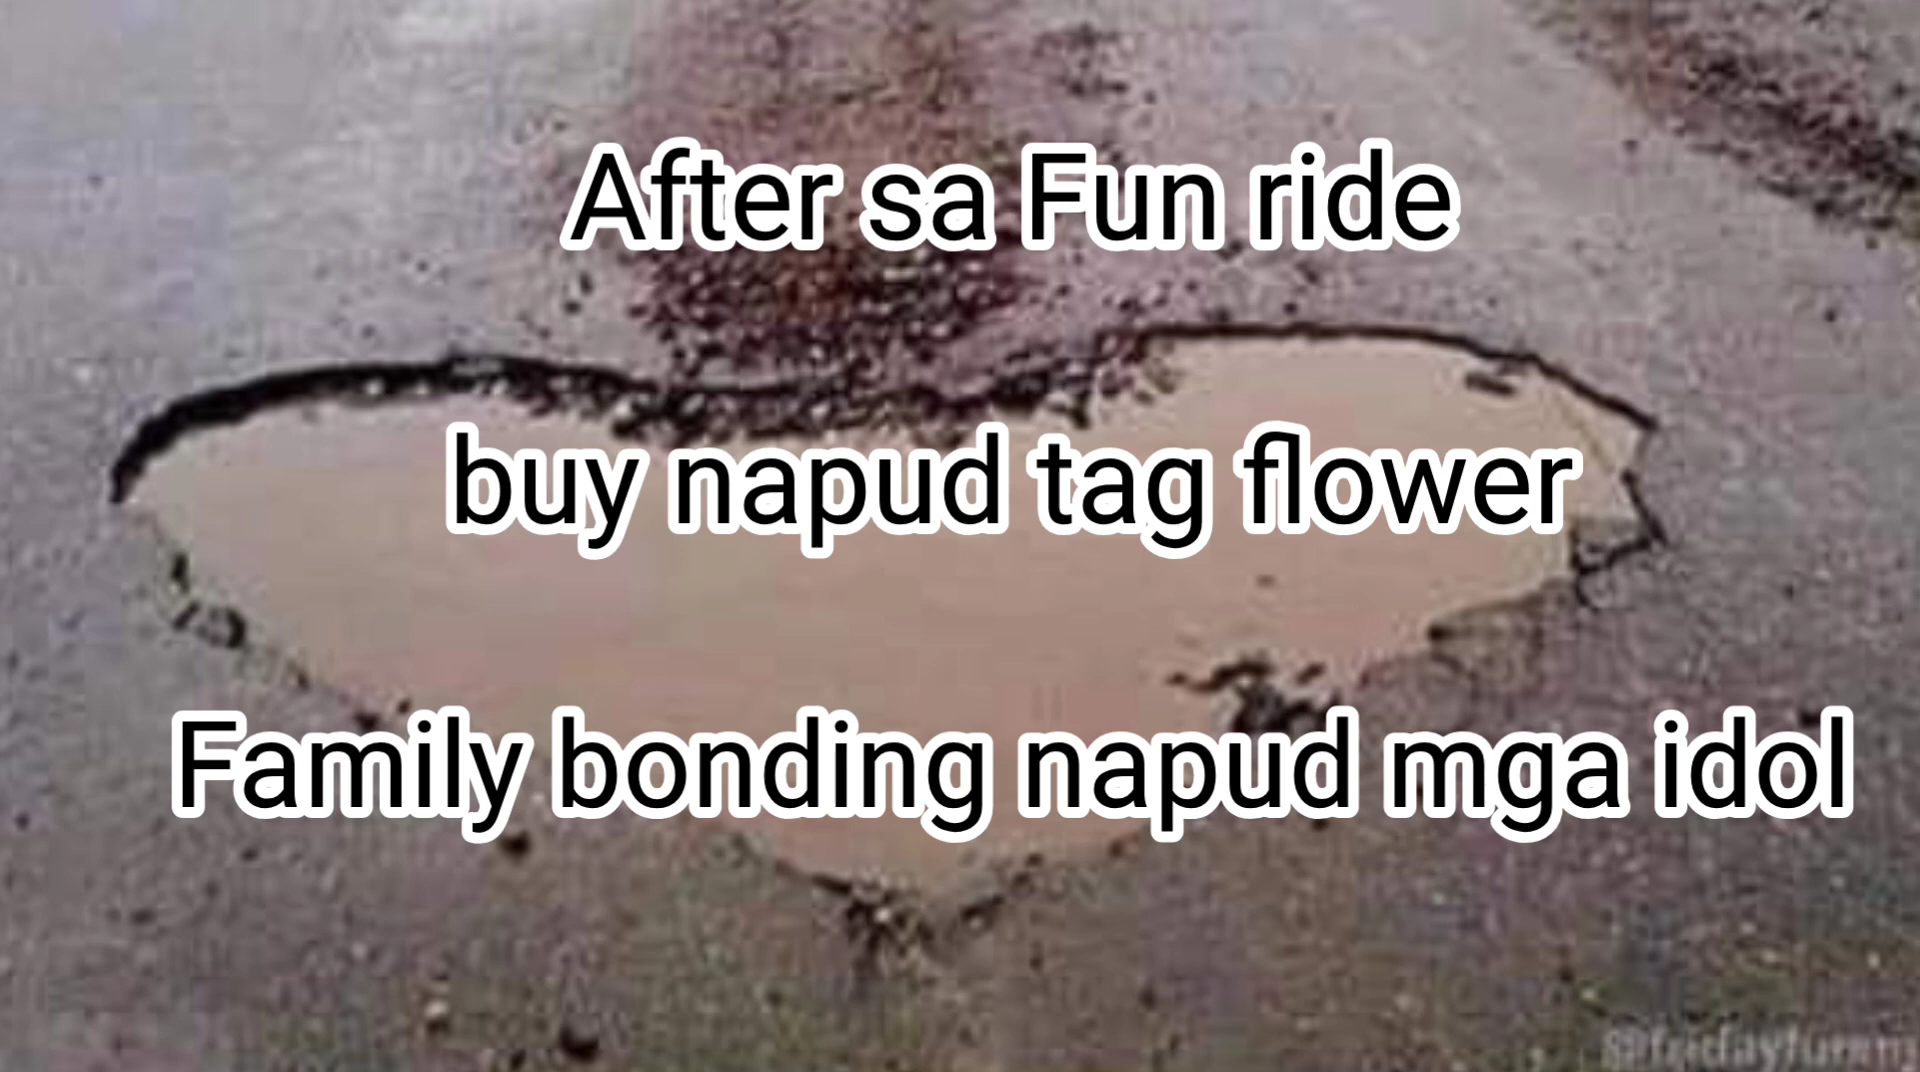 After sa Fun ride
buy napud tag flower
Family bonding napud mga idol